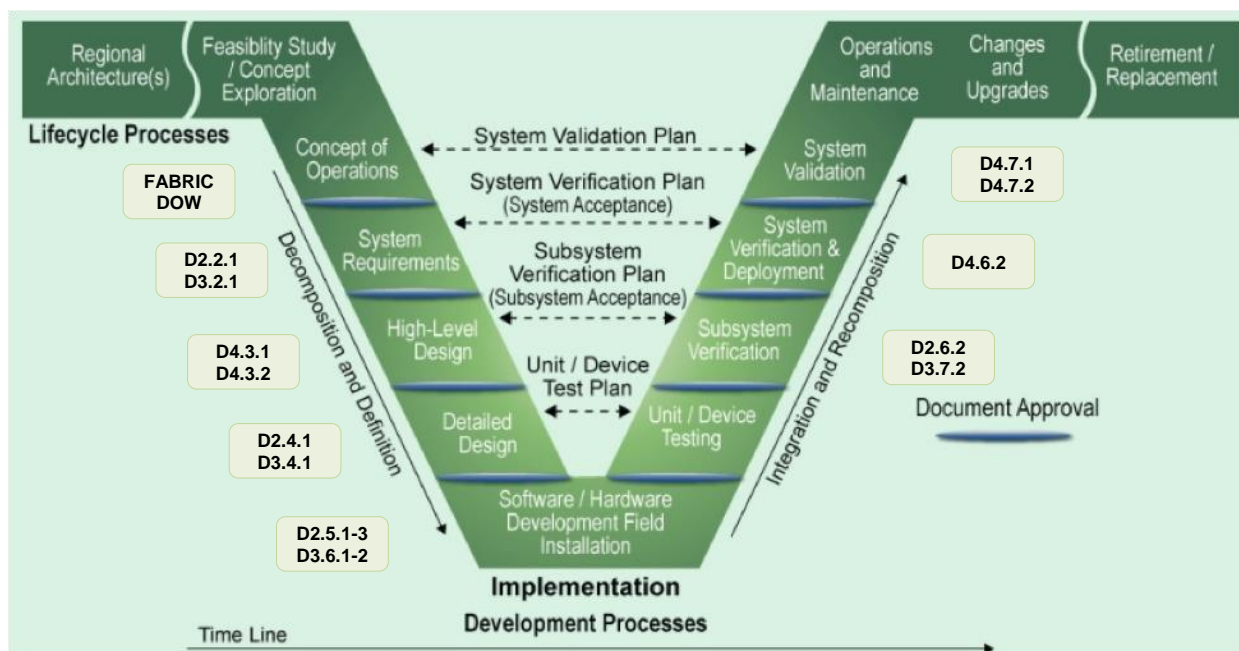 Regional
Architecture(s)
Feasiblity Study
/ Concept
Exploration
Operations
and
Maintenance
Changes
and
Upgrades
Retirement /
Replacement
Lifecycle Processes
Concept of
Operations
System Validation Plan
System
Validation
D4.7.1
D4.7.2
FABRIC
DOW
System Verification Plan
(System Acceptance)
Decomposition and Definition
D2.2.1
D3.2.1
System
Requirements
Subsystem
Verification Plan
(Subsystem Acceptance)
System
Verification &
Deployment
Integration and Recomposition
D4.6.2
D4.3.1
D4.3.2
High-Level
Design
Unit / Device
Test Plan
Subsystem
Verification
D2.6.2
D3.7.2
Document Approval
D2.4.1
D3.4.1
Detailed
Design
Unit / Device
Testing
D2.5.1-3
D3.6.1-2
Software / Hardware
Development Field
Installation
Implementation
Development Processes
Time Line